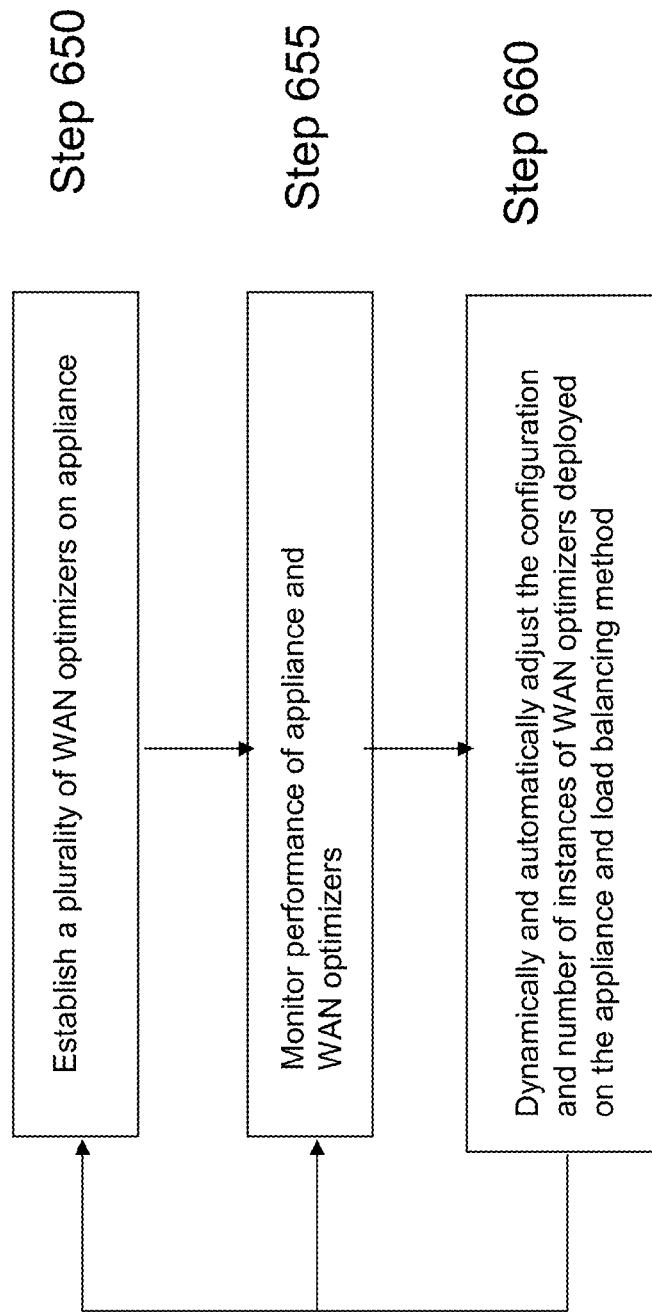 Establish a plurality of WAN optimizers on appliance
Step 650
Monitor performance of appliance and
WAN optimizers
Step 655
Dynamically and automatically adjust the configuration
and number of instances of WAN optimizers deployed
on the appliance and load balancing method
Step 660